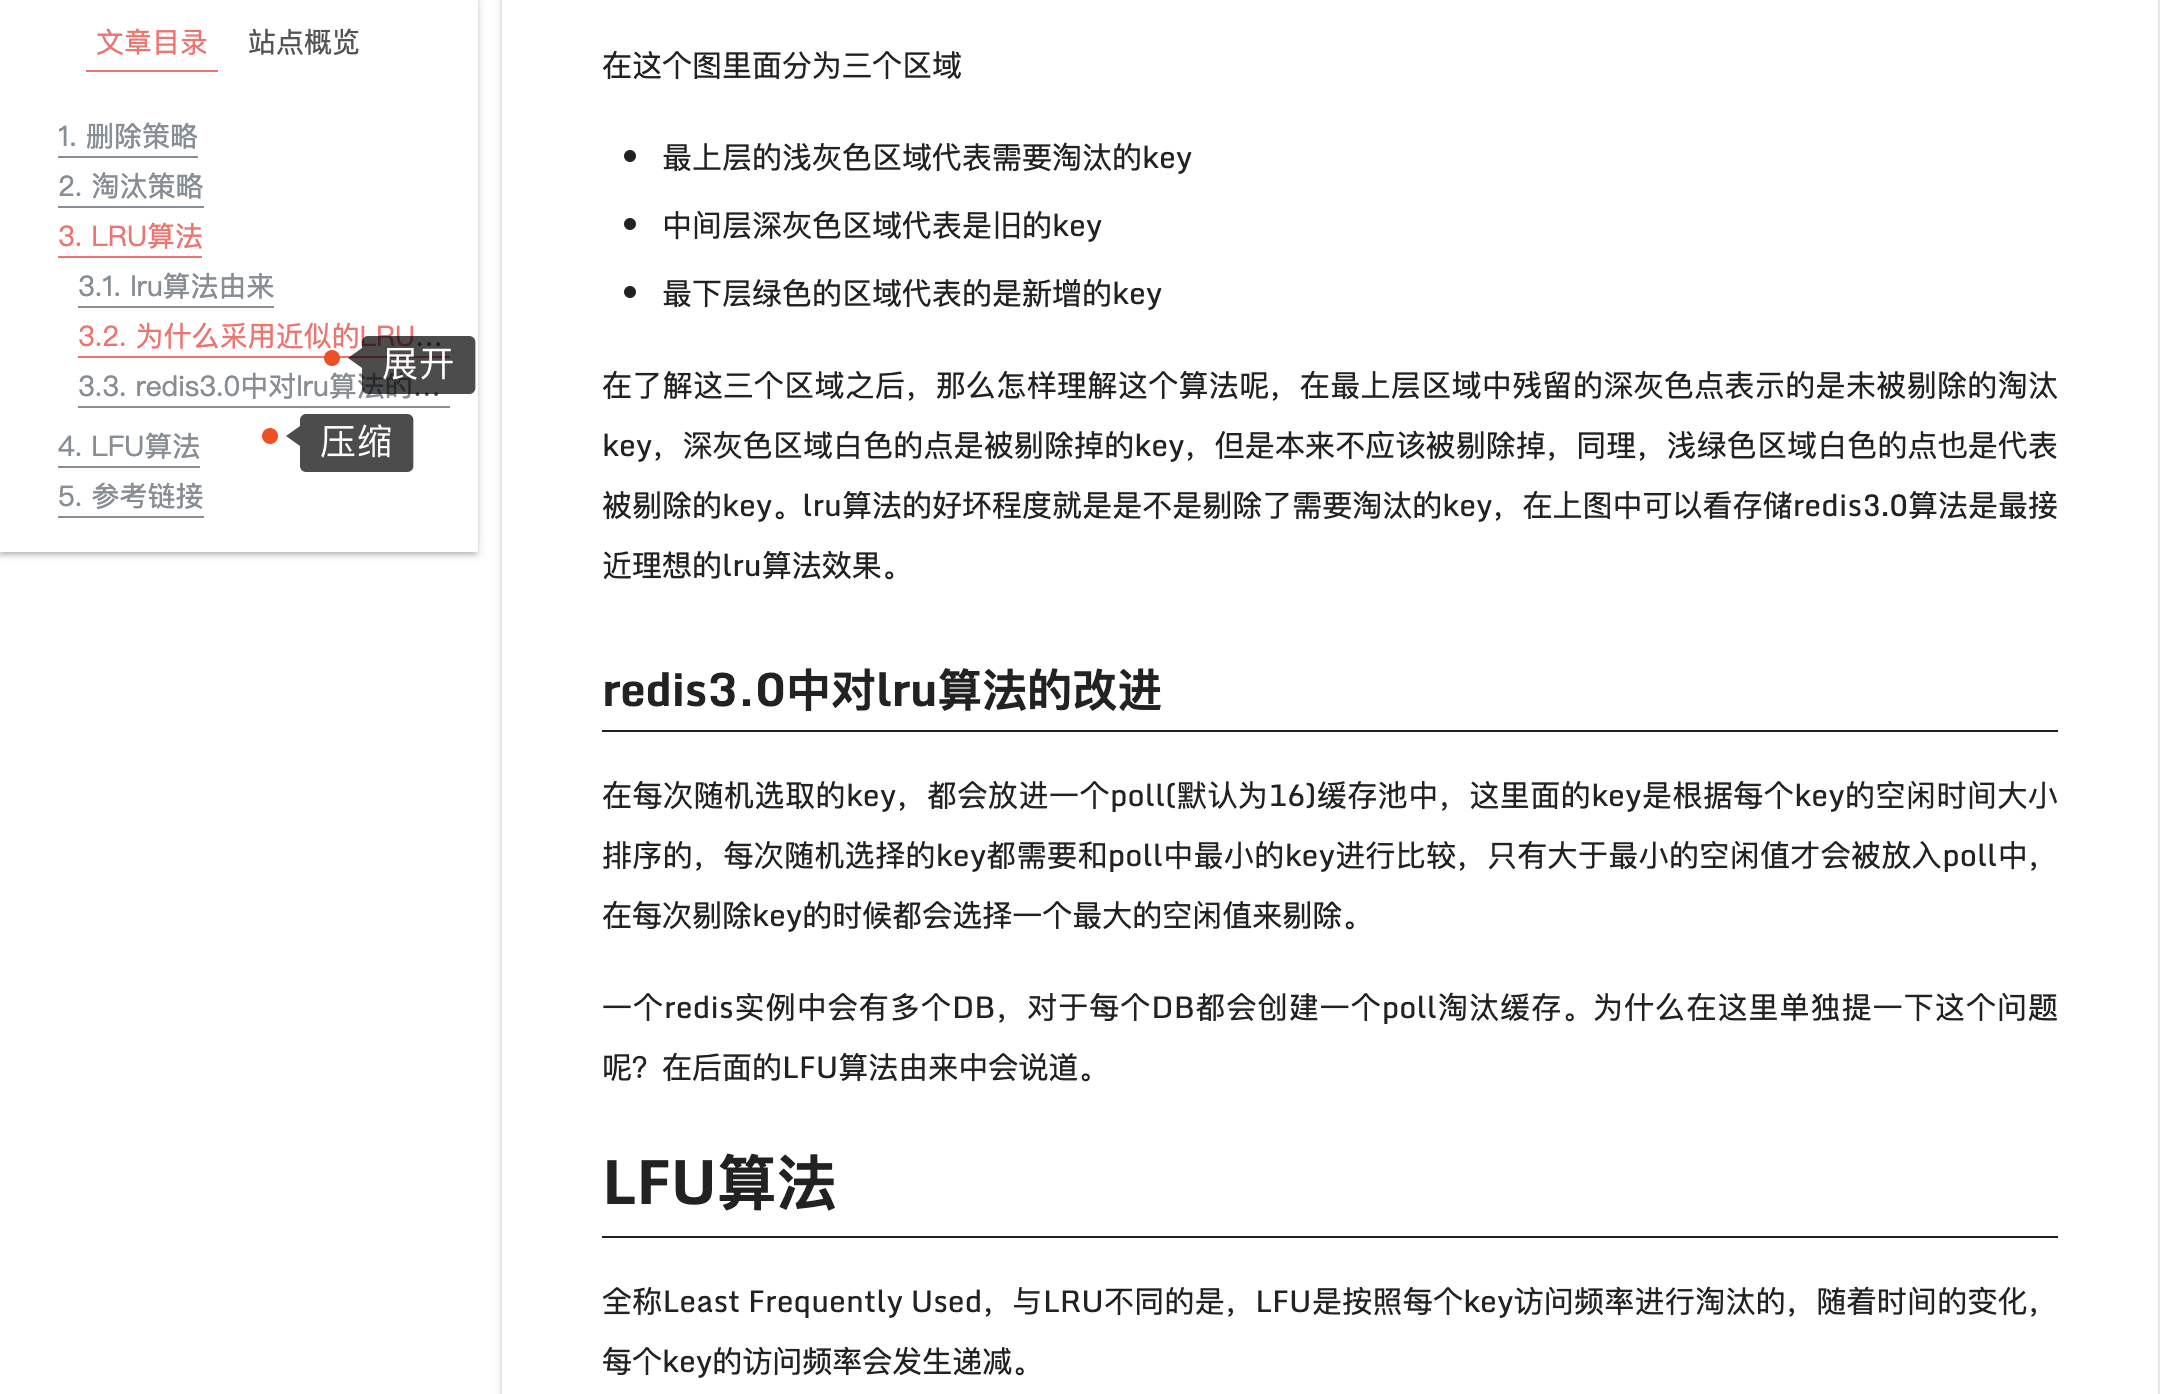 文章目录 站点概览
1. 删除策略
2. 淘汰策略
3. LRU算法
3.1. lru算法由来
3.2. 为什么采用近似的LRU...
展开
3.3. redis3.0中对lru算法的...
压缩
4. LFU算法
5. 参考链接
在这个图里面分为三个区域
• 最上层的浅灰色区域代表需要淘汰的key
• 中间层深灰色区域代表是旧的key
• 最下层绿色的区域代表的是新增的key
在了解这三个区域之后，那么怎样理解这个算法呢，在最上层区域中残留的深灰色点表示的是未被剔除的淘汰
key，深灰色区域白色的点是被剔除掉的key，但是本来不应该被剔除掉，同理，浅绿色区域白色的点也是代表
被剔除的key。lru算法的好坏程度就是是不是剔除了需要淘汰的key，在上图中可以看存储redis3.0算法是最接
近理想的lru算法效果。
redis3.0中对lru算法的改进
在每次随机选取的key，都会放进一个poll(默认为16)缓存池中，这里面的key是根据每个key的空闲时间大小
排序的，每次随机选择的key都需要和poll中最小的key进行比较，只有大于最小的空闲值才会被放入poll中，
在每次剔除key的时候都会选择一个最大的空闲值来剔除。
一个redis实例中会有多个DB，对于每个DB都会创建一个poll淘汰缓存。为什么在这里单独提一下这个问题
呢？在后面的LFU算法由来中会说道。
LFU算法
全称Least Frequently Used，与LRU不同的是，LFU是按照每个key访问频率进行淘汰的，随着时间的变化，
每个key的访问频率会发生递减。